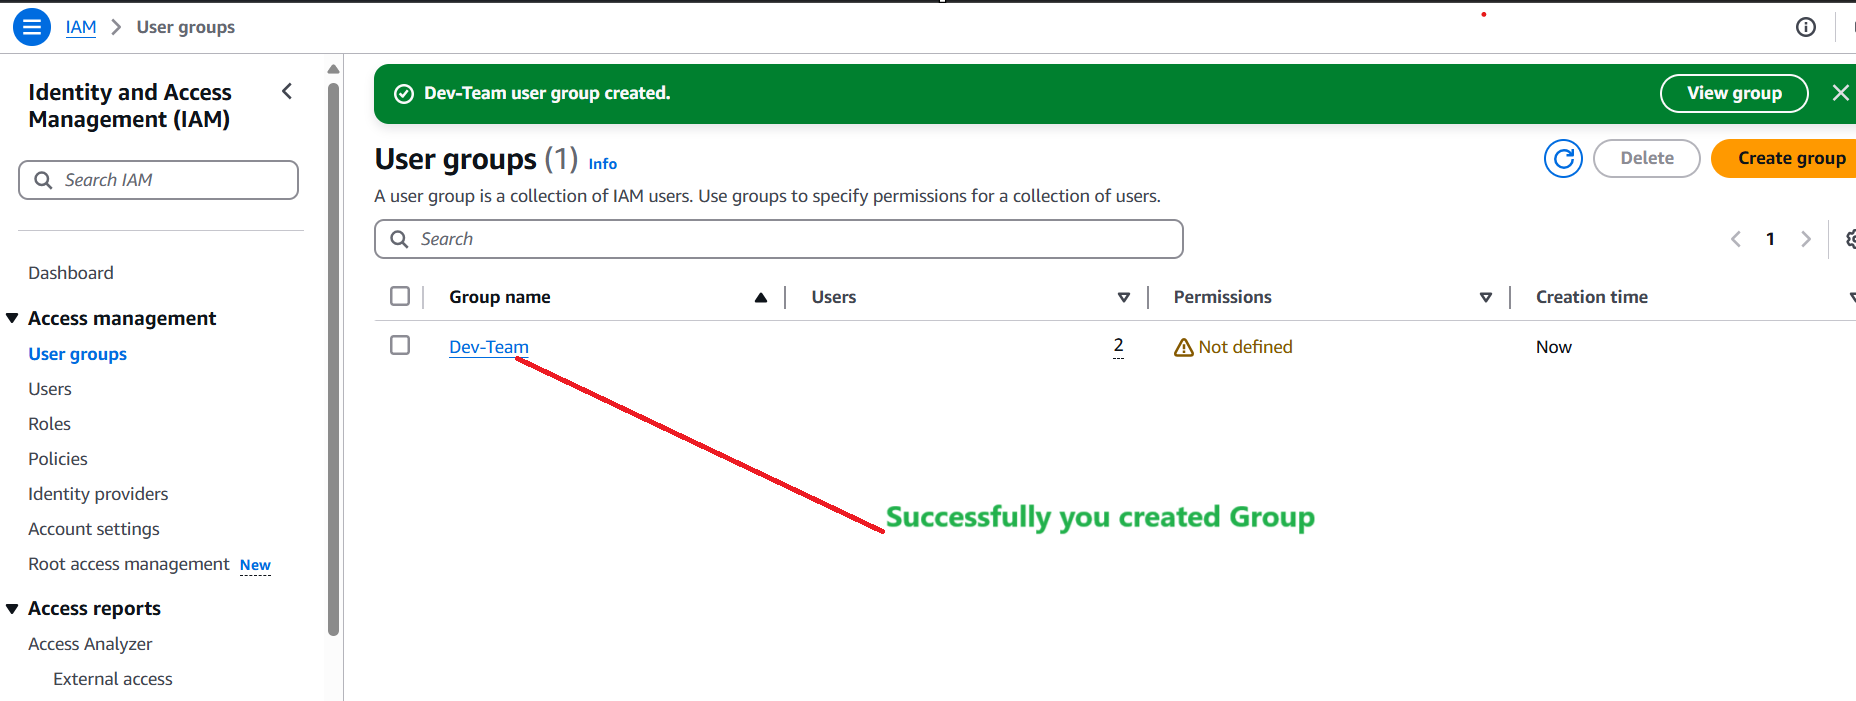 IAM > User groups
Identity and Access
Management (IAM)
Search IAM
Dashboard
Access management
User groups
Users
Roles
Policies
Identity providers
Account settings
Root access management New
Access reports
Access Analyzer
External access
Dev-Team user group created.
View group
User groups (1) Info
Delete
Create group
A user group is a collection of IAM users. Use groups to specify permissions for a collection of users.
Search
1
Group name Users Permissions Creation time
Dev-Team 2 Not defined Now
Successfully you created Group